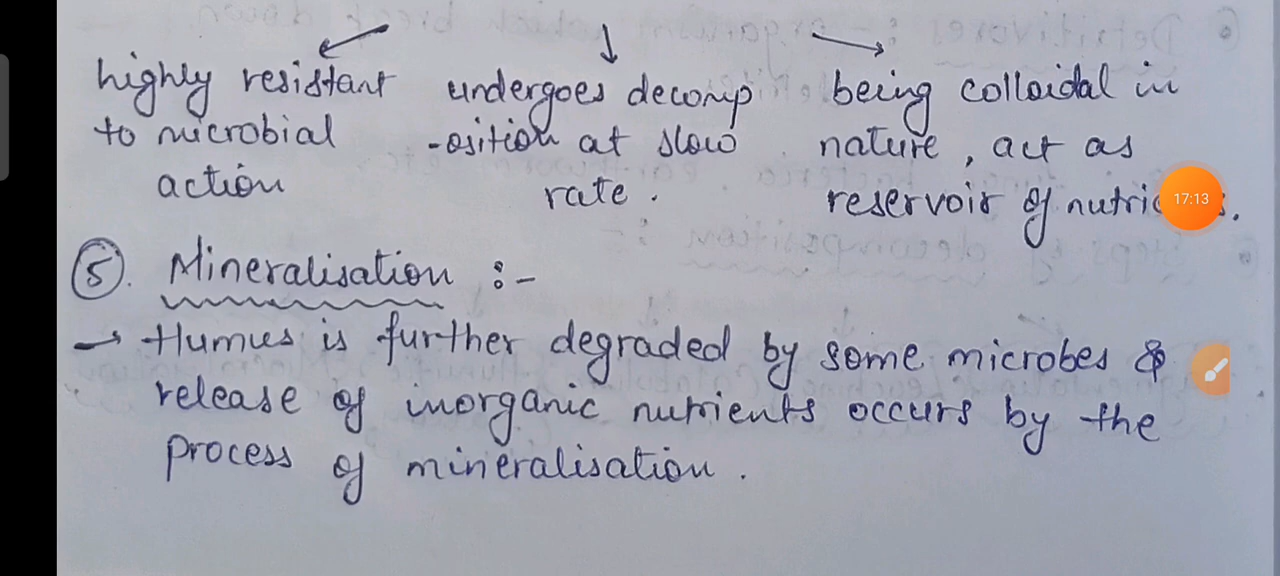 highly resistant
to microbial
action
undergoes decomp
-osition at slow
rate.
being colloidal in
nature, act as
reservoir of
17:13
⑤. Mineralisation :-
→ Humus is further degraded by some microbes &
release of inorganic nutrients occurs by the
process of mineralisation.